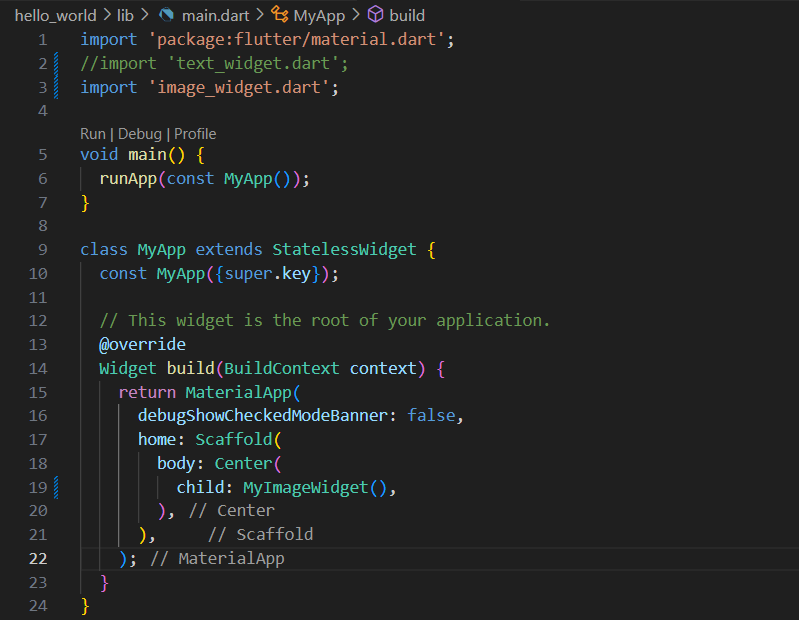 hello_world > lib > main.dart > MyApp > build
1 import 'package:flutter/material.dart';
2 //import 'text_widget.dart';
3 import 'image_widget.dart';
4
Run | Debug | Profile
5 void main() {
6 runApp(const MyApp());
7 }
8
9 class MyApp extends StatelessWidget {
10 const MyApp({super.key});
11
12 // This widget is the root of your application.
13 @override
14 Widget build(BuildContext context) {
15 return MaterialApp(
16 debugShowCheckedModeBanner: false,
17 home: Scaffold(
18 body: Center(
19 child: MyImageWidget(),
20 ), // Center
21 ), // Scaffold
22 ); // MaterialApp
23 }
24 }